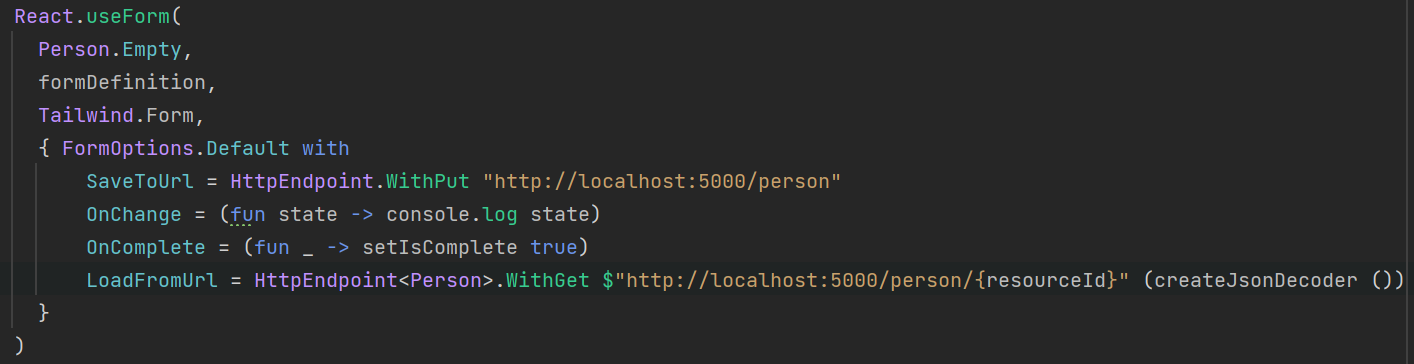 React.useForm(
Person.Empty,
formDefinition,
Tailwind.Form,
{ FormOptions.Default with
SaveToUrl = HttpEndpoint.WithPut "http://localhost:5000/person"
OnChange = (fun state -> console.log state)
OnComplete = (fun _ -> setIsComplete true)
LoadFromUrl = HttpEndpoint<Person>.WithGet $"http://localhost:5000/person/{resourceId}" (createJsonDecoder ())
}
)